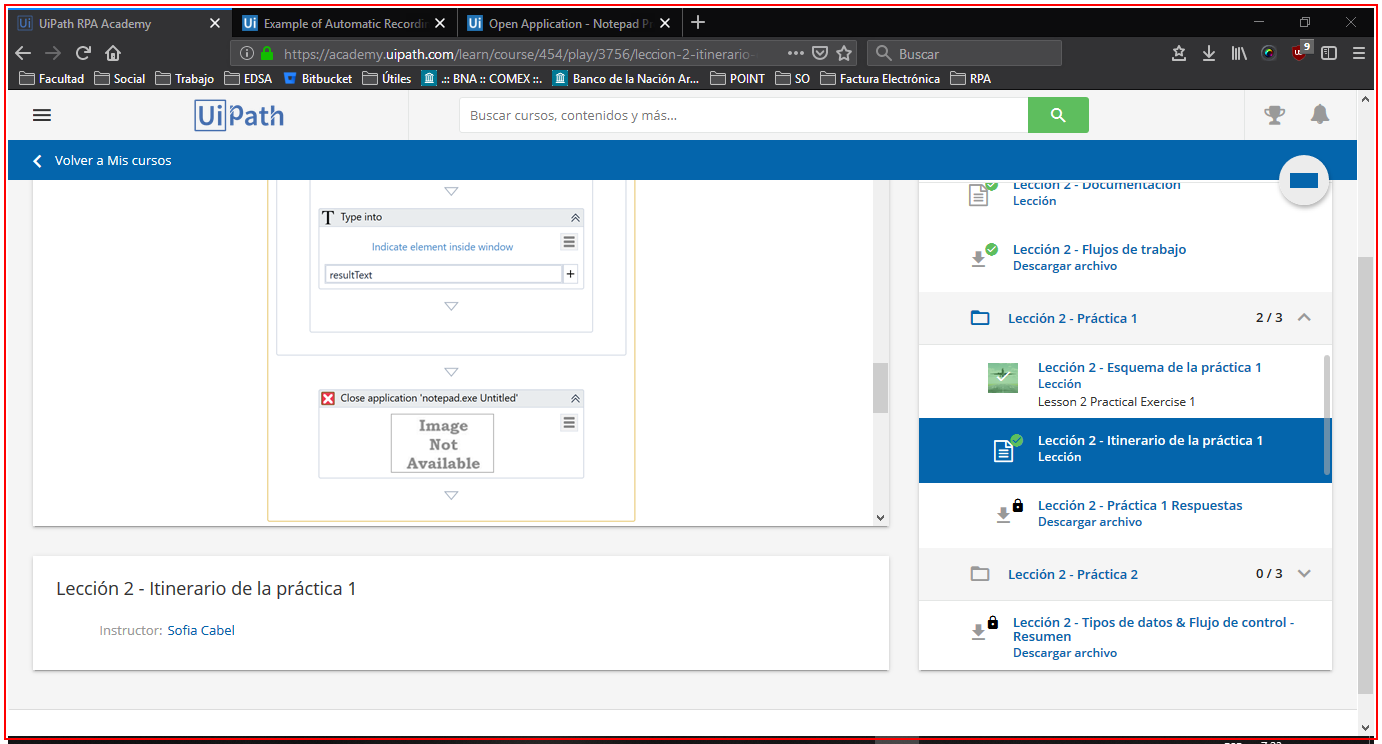 UiPath RPA Academy
Example of Automatic Recordin
Open Application - Notepad Pr
https://academy.uipath.com/learn/course/454/play/3756/leccion-2-itinerario-
Buscar
9
Facultad
Social
Trabajo
EDSA
Bitbucket
Útiles
.:: BNA :: COMEX ::.
Banco de la Nación Ar...
POINT
SO
Factura Electrónica
RPA
UiPath
Buscar cursos, contenidos y más...
Volver a Mis cursos
Type into
Indicate element inside window
resultText
Close application 'notepad.exe Untitled'
Image
Not
Available
Lección 2 - Itinerario de la práctica 1
Instructor: Sofia Cabel
Lección 2 - Documentación
Lección
Lección 2 - Flujos de trabajo
Descargar archivo
Lección 2 - Práctica 1 2 / 3
Lección 2 - Esquema de la práctica 1
Lección
Lesson 2 Practical Exercise 1
Lección 2 - Itinerario de la práctica 1
Lección
Lección 2 - Práctica 1 Respuestas
Descargar archivo
Lección 2 - Práctica 2 0 / 3
Lección 2 - Tipos de datos & Flujo de control -
Resumen
Descargar archivo